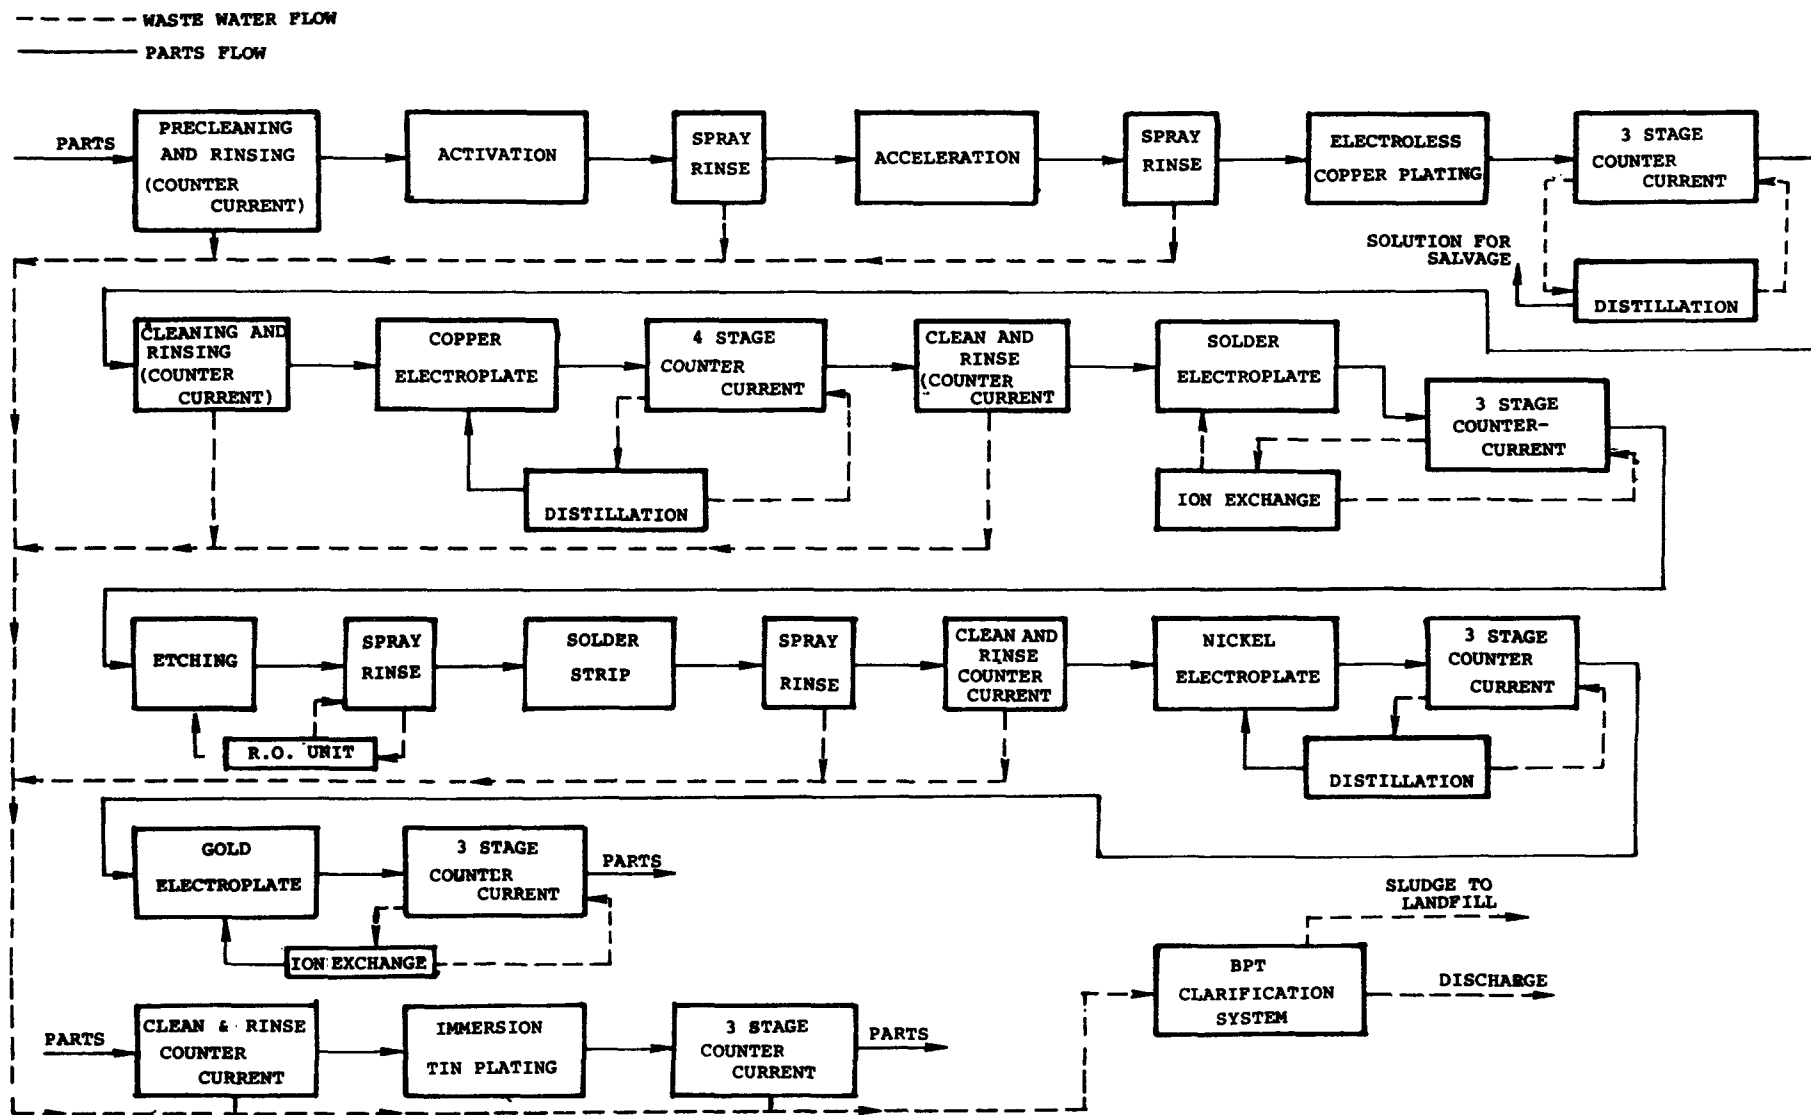 WASTE WATER FLOW
PARTS FLOW
PARTS
PRECLEANING
AND RINSING
(COUNTER
CURRENT)
ACTIVATION
SPRAY
RINSE
ACCELERATION
SPRAY
RINSE
ELECTROLESS
COPPER PLATING
3 STAGE
COUNTER
CURRENT
SOLUTION FOR
SALVAGE
DISTILLATION
CLEANING AND
RINSING
(COUNTER
CURRENT)
COPPER
ELECTROPLATE
4 STAGE
COUNTER
CURRENT
CLEAN AND
RINSE
(COUNTER
CURRENT
SOLDER
ELECTROPLATE
3 STAGE
COUNTER-
CURRENT
DISTILLATION
ION EXCHANGE
ETCHING
SPRAY
RINSE
SOLDER
STRIP
SPRAY
RINSE
CLEAN AND
RINSE
COUNTER
CURRENT
NICKEL
ELECTROPLATE
3 STAGE
COUNTER
CURRENT
R.O. UNIT
DISTILLATION
GOLD
ELECTROPLATE
3 STAGE
COUNTER
CURRENT
PARTS
ION EXCHANGE
SLUDGE TO
LANDFILL
BPT
CLARIFICATION
SYSTEM
DISCHARGE
PARTS
CLEAN & RINSE
COUNTER
CURRENT
IMMERSION
TIN PLATING
3 STAGE
COUNTER
CURRENT
PARTS